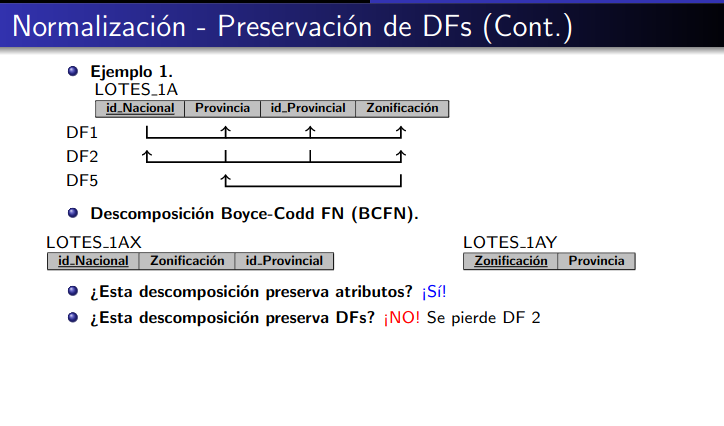 Normalización - Preservación de DFs (Cont.)
Ejemplo 1.
LOTES_1A
id_Nacional Provincia id_Provincial Zonificación
DF1
DF2
DF5
Descomposición Boyce-Codd FN (BCFN).
LOTES_1AX LOTES_1AY
id_Nacional Zonificación id_Provincial Zonificación Provincia
¿Esta descomposición preserva atributos? ¡Sí!
¿Esta descomposición preserva DFs? ¡NO! Se pierde DF 2